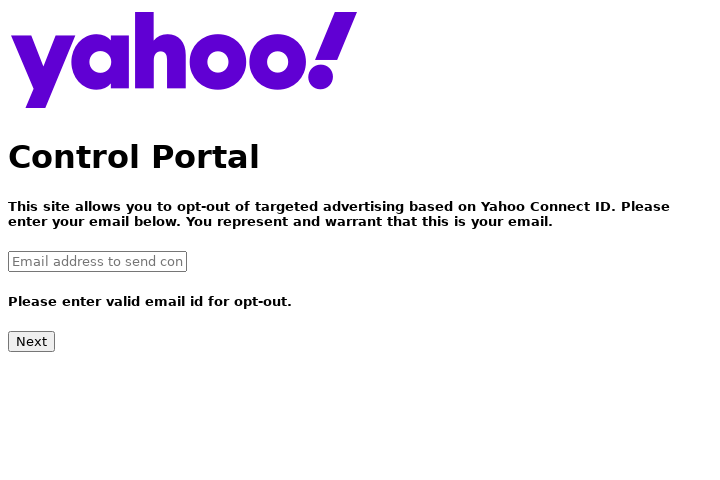 yahoo!
Control Portal
This site allows you to opt-out of targeted advertising based on Yahoo Connect ID. Please
enter your email below. You represent and warrant that this is your email.
Email address to send con
Please enter valid email id for opt-out.
Next